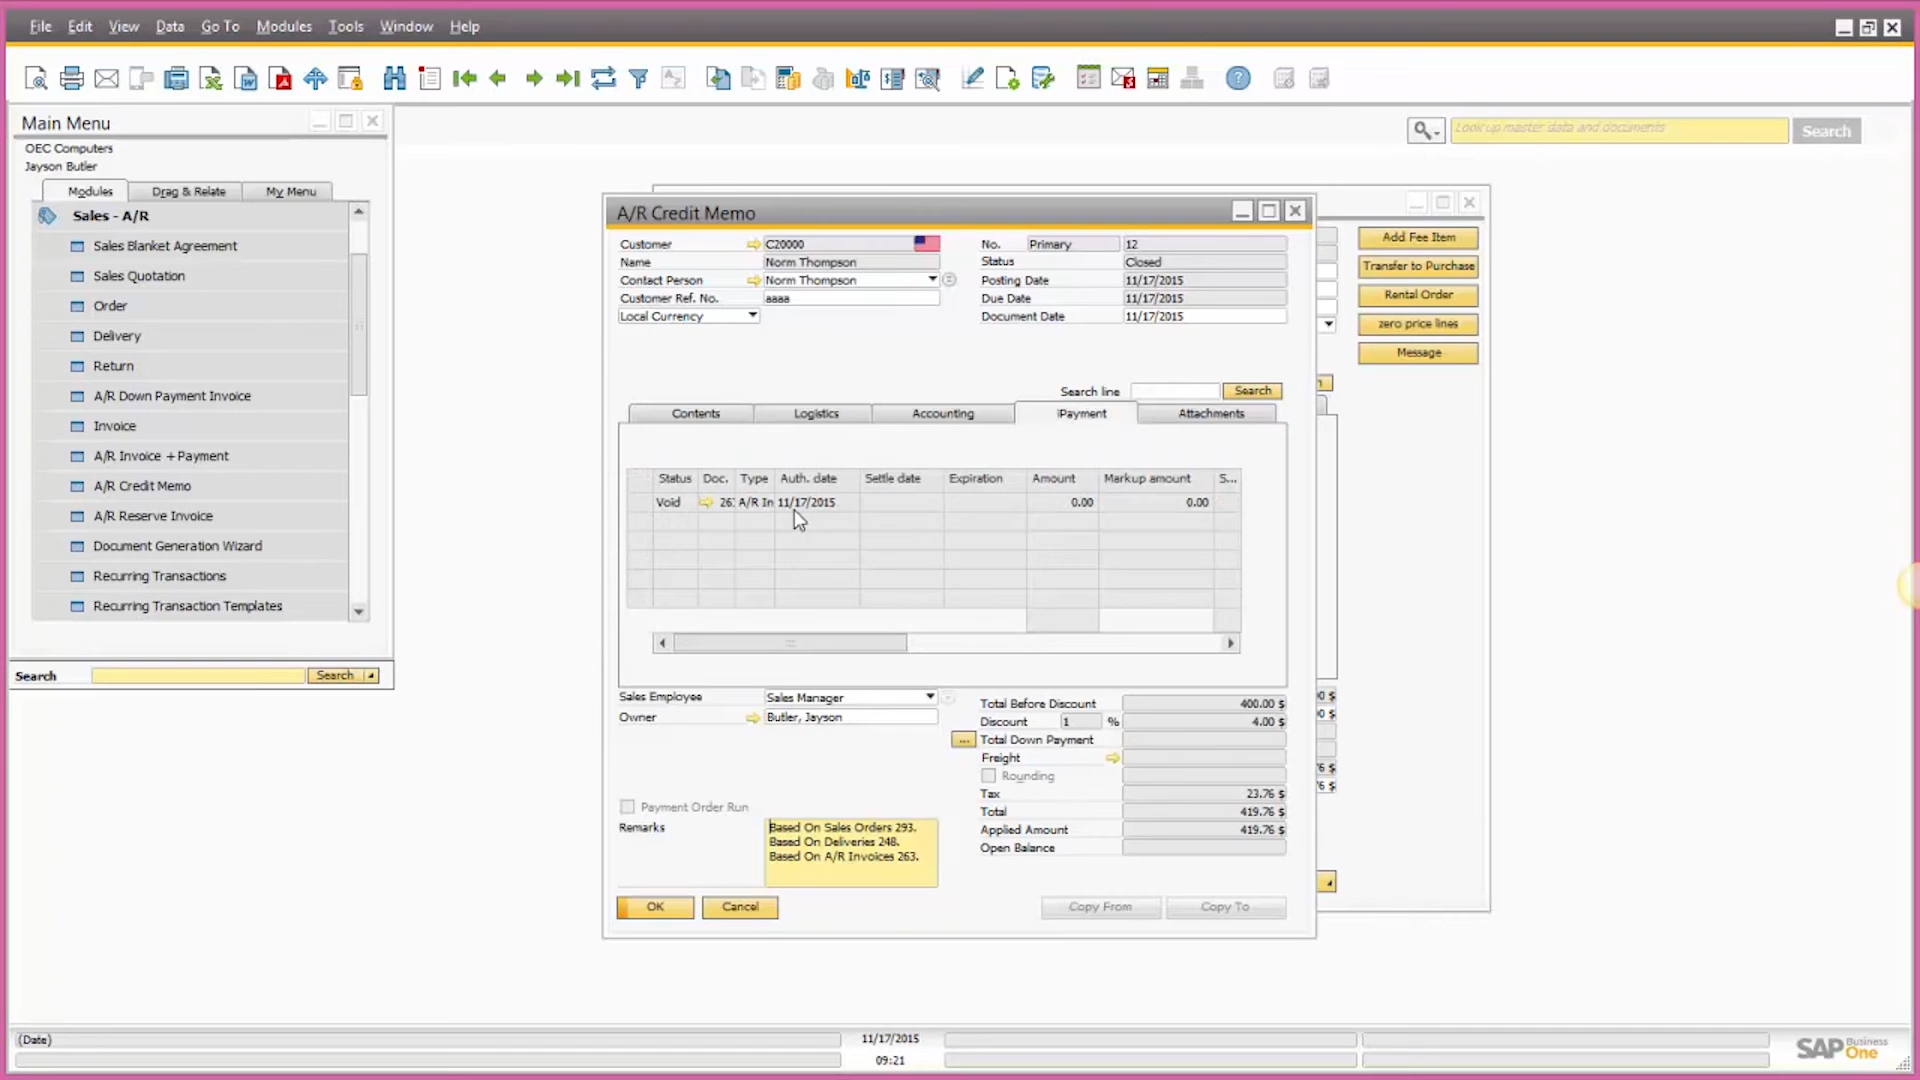 File Edit View Data Go To Modules Tools Window Help
Main Menu
OEC Computers
Jayson Butler
Modules Drag & Relate My Menu
Sales - A/R
Sales Blanket Agreement
Sales Quotation
Order
Delivery
Return
A/R Down Payment Invoice
Invoice
A/R Invoice + Payment
A/R Credit Memo
A/R Reserve Invoice
Document Generation Wizard
Recurring Transactions
Recurring Transaction Templates
Search Search
Look up master data and documents Search
A/R Credit Memo
Customer C20000 No. Primary 12
Name Norm Thompson Status Closed
Contact Person Norm Thompson Posting Date 11/17/2015
Customer Ref. No. aaaa Due Date 11/17/2015
Local Currency Document Date 11/17/2015
Search line Search
Contents Logistics Accounting iPayment Attachments
Status Doc. Type Auth. date Settle date Expiration Amount Markup amount S...
Void 26 A/R In 11/17/2015 0.00 0.00
Sales Employee Sales Manager
Owner Butler, Jayson
Payment Order Run
Remarks Based On Sales Orders 293.
Based On Deliveries 248.
Based On A/R Invoices 263.
Total Before Discount 400.00 $
Discount 1 % 4.00 $
... Total Down Payment
Freight
Rounding
Tax 23.76 $
Total 419.76 $
Applied Amount 419.76 $
Open Balance
OK Cancel Copy From Copy To
Add Fee Item
Transfer to Purchase
Rental Order
zero price lines
Message
(Date) 11/17/2015
09:21
SAP Business One